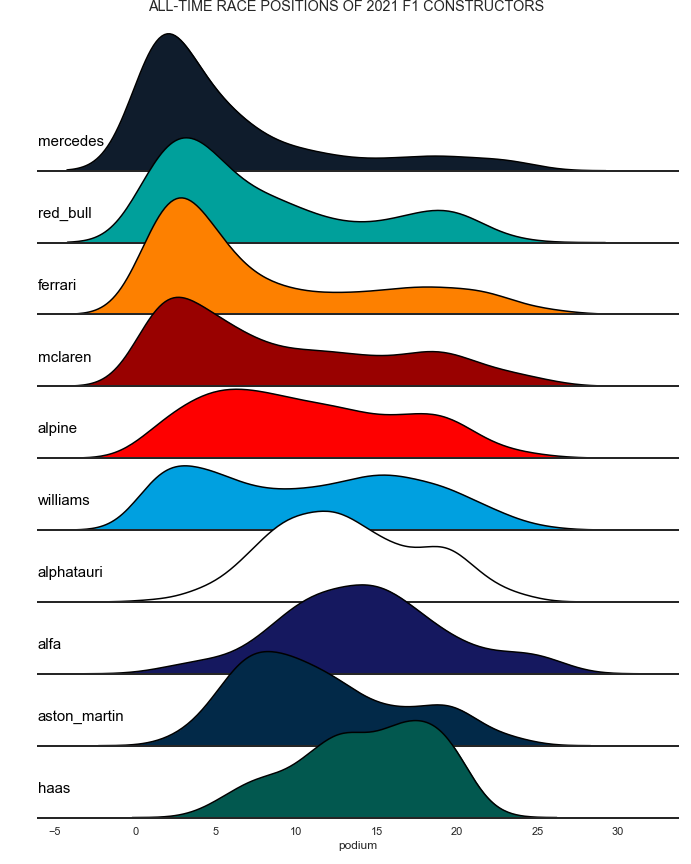 ALL-TIME RACE POSITIONS OF 2021 F1 CONSTRUCTORS
mercedes
red_bull
ferrari
mclaren
alpine
williams
alphatauri
alfa
aston_martin
haas
−5 0 5 10 15 20 25 30
podium